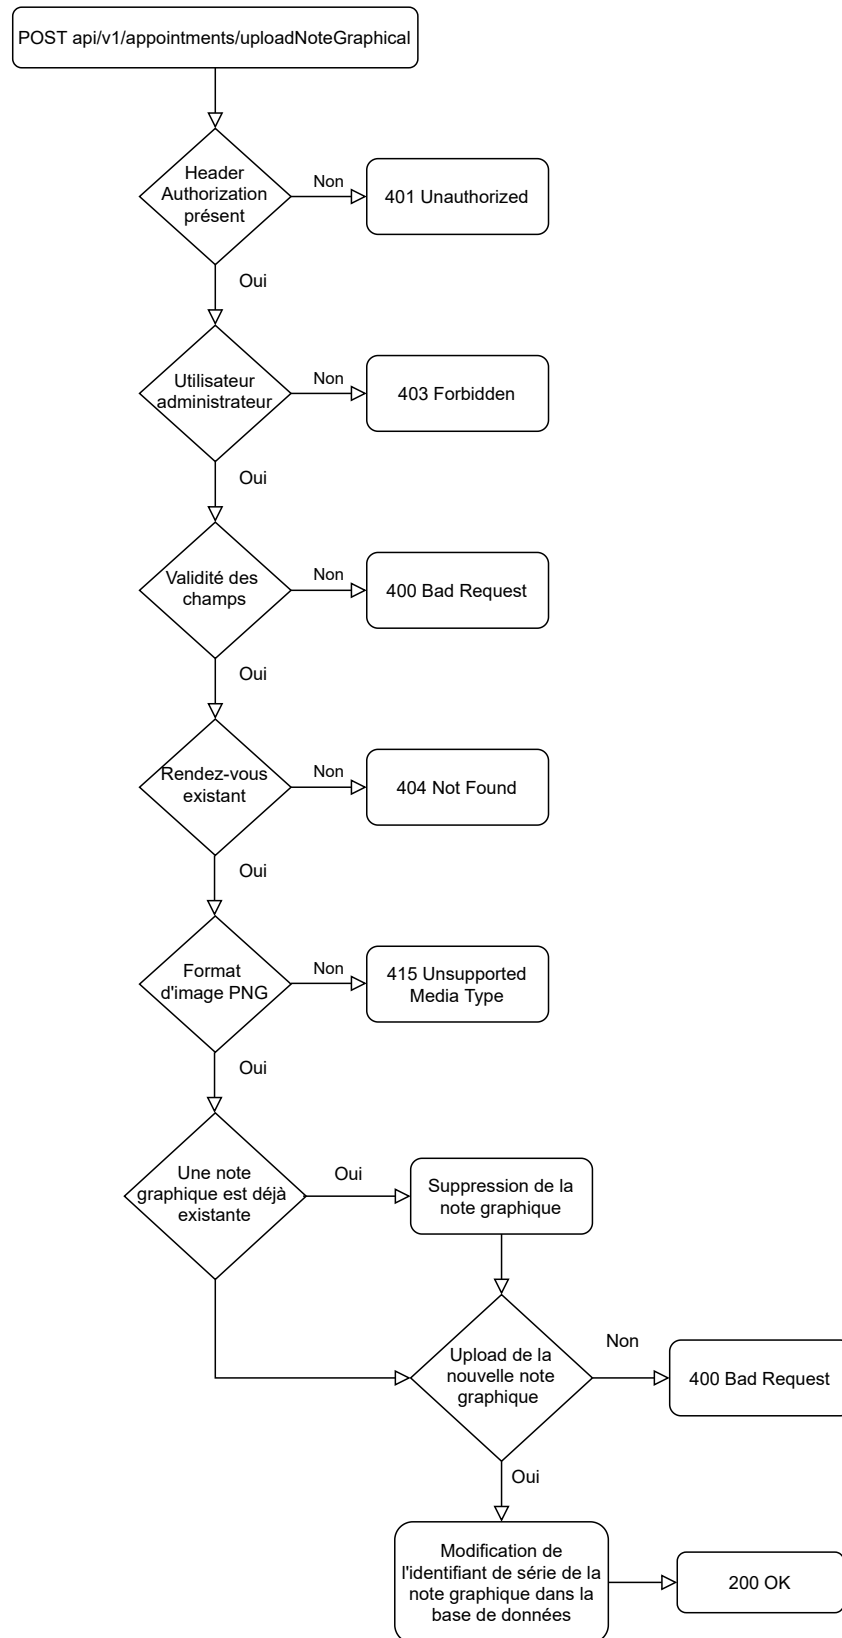 POST api/v1/appointments/uploadNoteGraphical
Header
Authorization
présent
Non
401 Unauthorized
Oui
Utilisateur
administrateur
Non
403 Forbidden
Oui
Validité des
champs
Non
400 Bad Request
Oui
Rendez-vous
existant
Non
404 Not Found
Oui
Format
d'image PNG
Non
415 Unsupported
Media Type
Oui
Une note
graphique est déjà
existante
Oui
Suppression de la
note graphique
Upload de la
nouvelle note
graphique
Non
400 Bad Request
Oui
Modification de
l'identifiant de série de la
note graphique dans la
base de données
200 OK